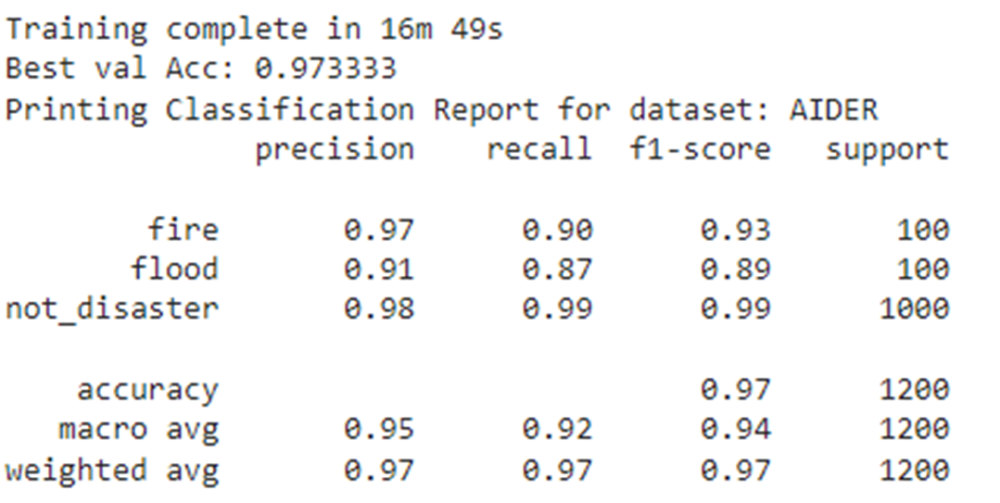 Training complete in 16m 49s
Best val Acc: 0.973333
Printing Classification Report for dataset: AIDER
precision recall f1-score support
fire 0.97 0.90 0.93 100
flood 0.91 0.87 0.89 100
not_disaster 0.98 0.99 0.99 1000
accuracy 0.97 1200
macro avg 0.95 0.92 0.94 1200
weighted avg 0.97 0.97 0.97 1200